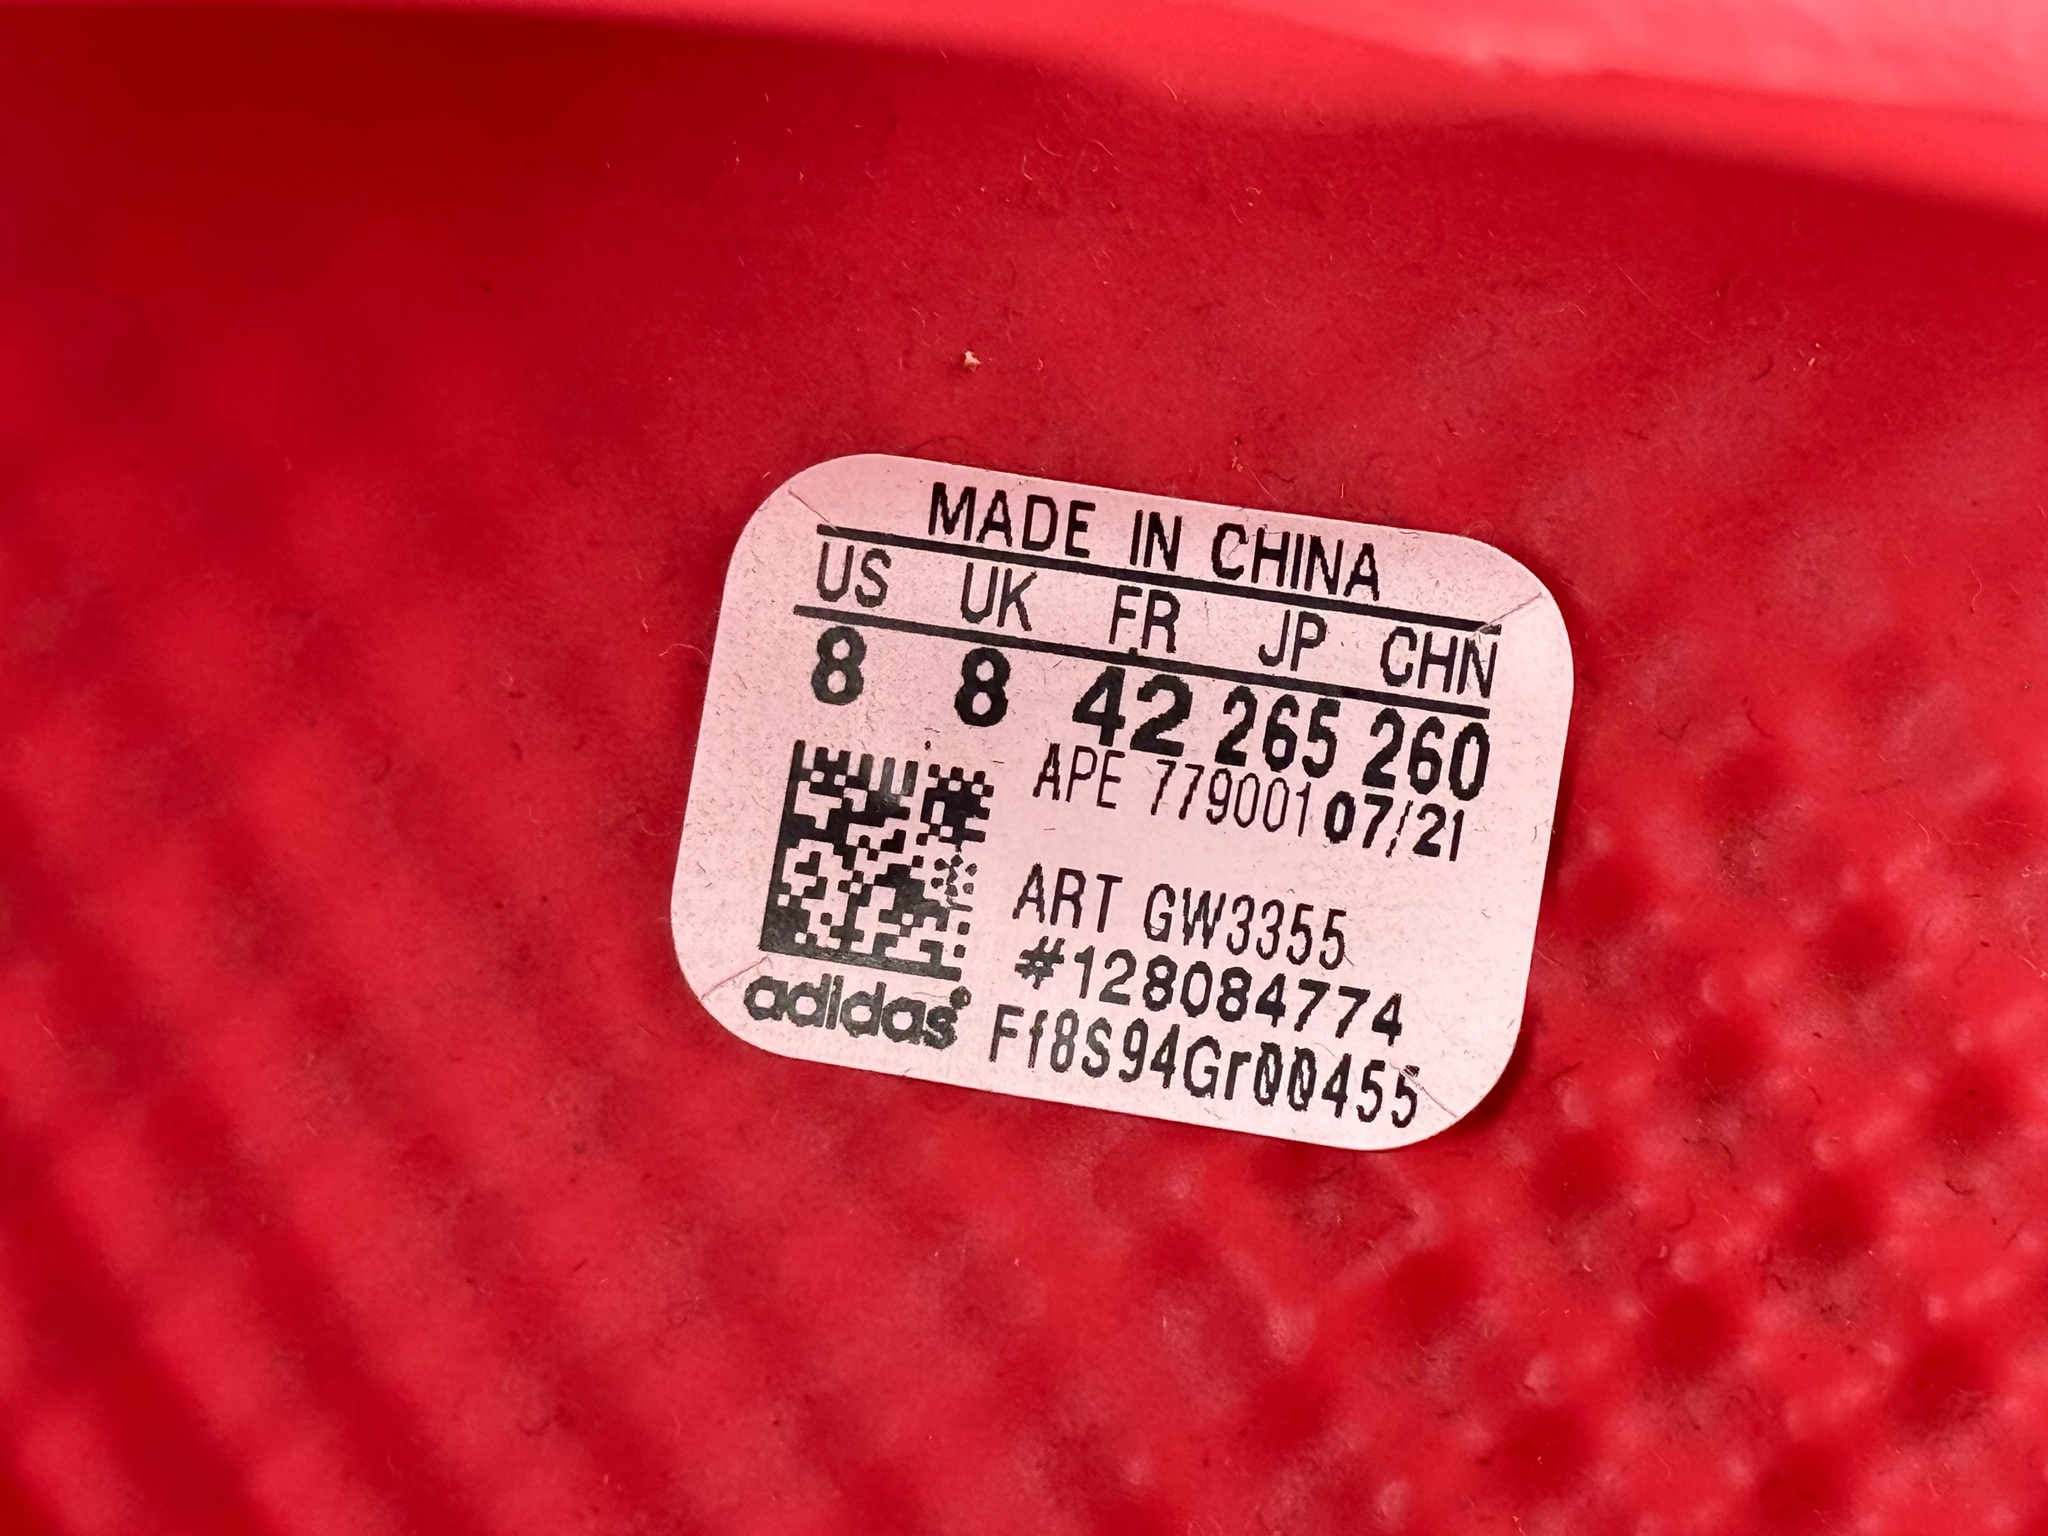 MADE IN CHINA
US UK FR JP CHN
8 8 42 265 260
APE 779001 07/21
ART GW3355
#128084774
adidas® Ff8S94Gr00455